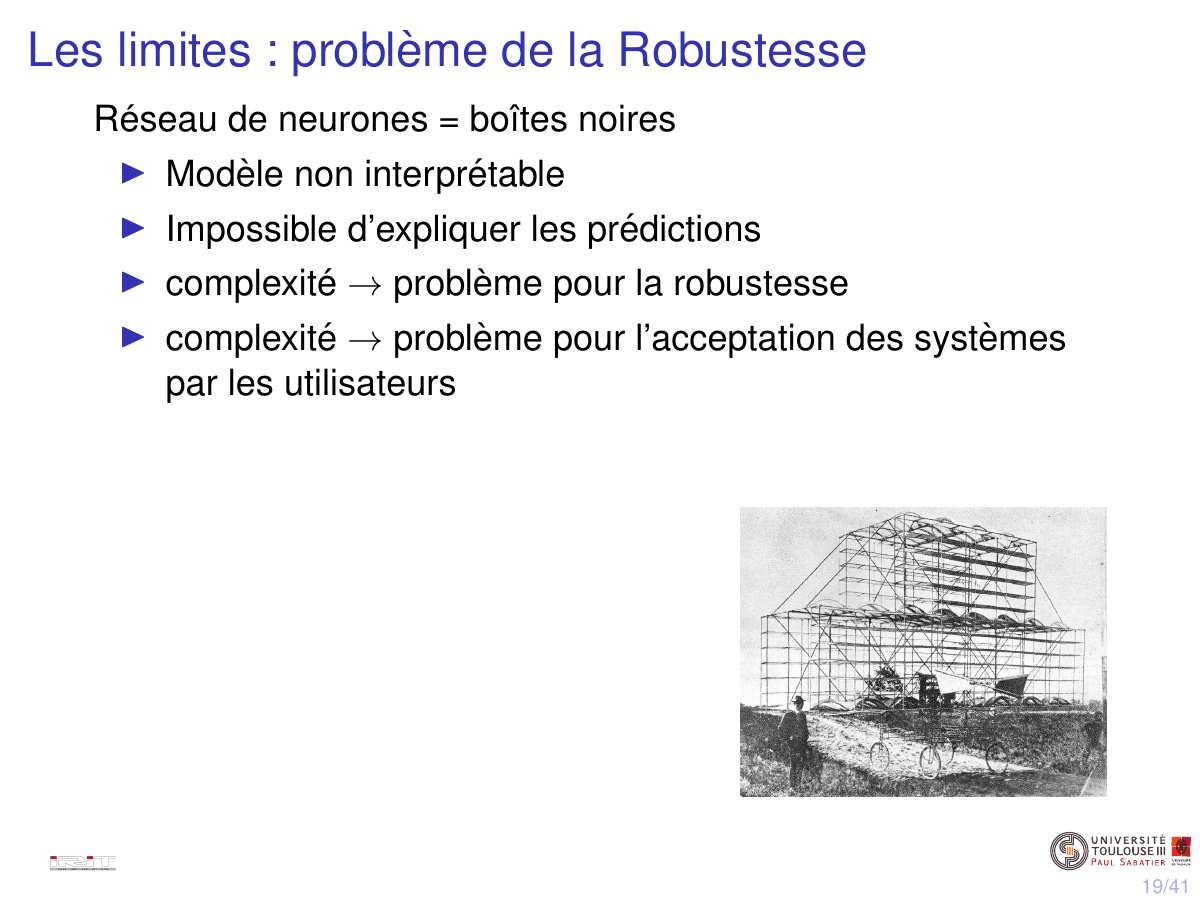 Les limites : problème de la Robustesse
Réseau de neurones = boîtes noires
Modèle non interprétable
Impossible d'expliquer les prédictions
complexité → problème pour la robustesse
complexité → problème pour l'acceptation des systèmes
par les utilisateurs
IRIT
UNIVERSITÉ
TOULOUSE III
PAUL SABATIER
19/41